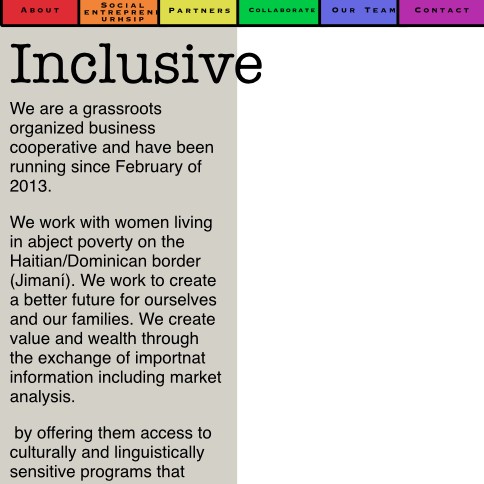 About
Social
Entrepren
urhsip
Partners
Collaborate
Our Team
Contact
Inclusive
We are a grassroots
organized business
cooperative and have been
running since February of
2013.
We work with women living
in abject poverty on the
Haitian/Dominican border
(Jimaní). We work to create
a better future for ourselves
and our families. We create
value and wealth through
the exchange of importnat
information including market
analysis.
by offering them access to
culturally and linguistically
sensitive programs that